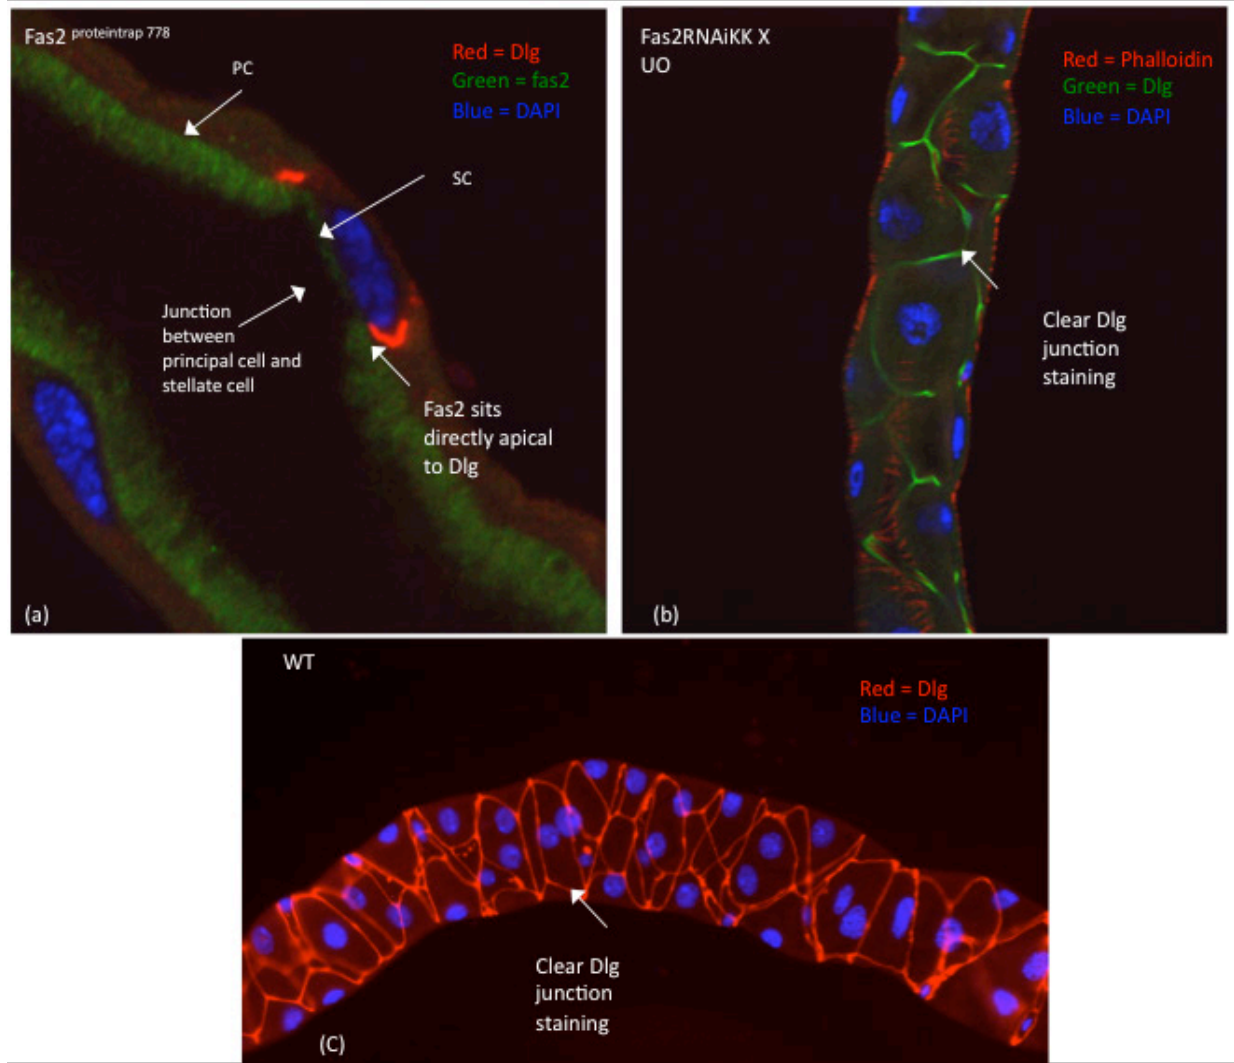 Fas2 proteintrap 778
Red = Dlg
Green = fas2
Blue = DAPI
PC
SC
Junction
between
principal cell and
stellate cell
Fas2 sits
directly apical
to Dlg
(a)
Fas2RNAiKK X
UO
Red = Phalloidin
Green = Dlg
Blue = DAPI
Clear Dlg
junction
staining
(b)
WT
Red = Dlg
Blue = DAPI
Clear Dlg
junction
staining
(C)